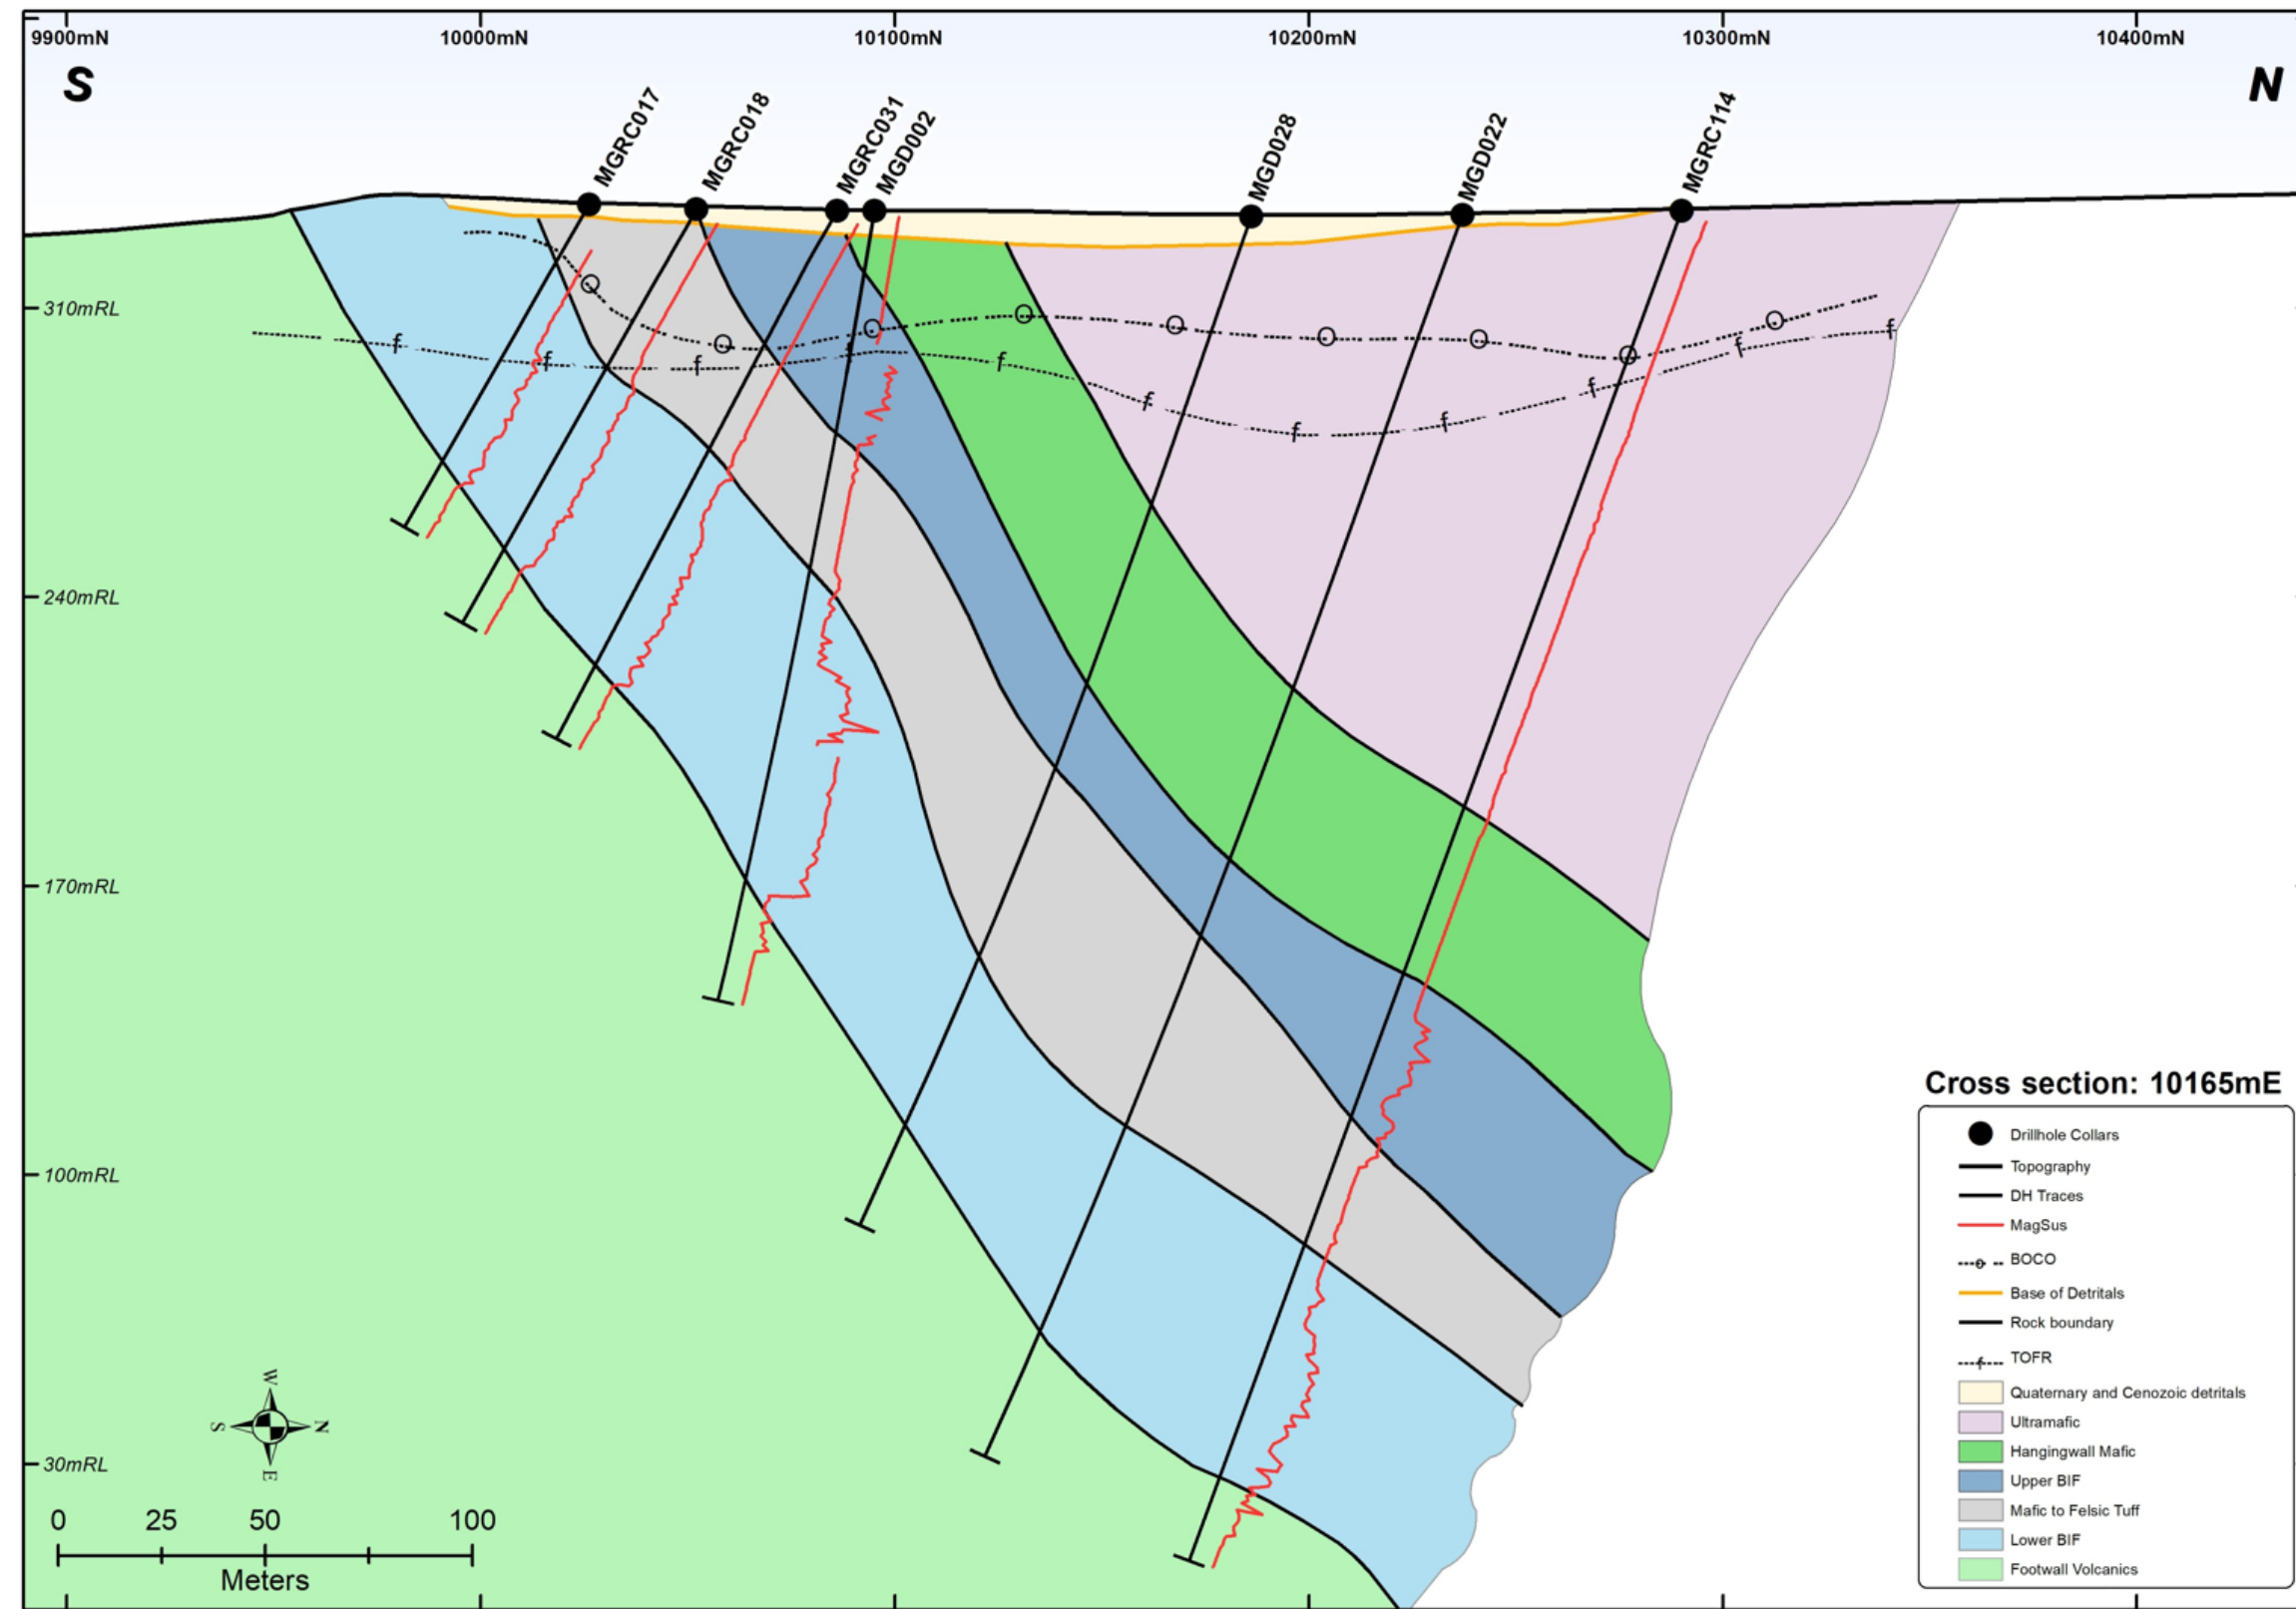 9900mN
10000mN
10100mN
10200mN
10300mN
10400mN
S
N
MGRC017
MGRC018
MGRC031
MGD002
MGD028
MGD022
MGRC114
310mRL
240mRL
170mRL
100mRL
30mRL
O
O
O
O
O
O
O
O
O
f
f
f
f
f
f
f
f
f
f
f
W
S
N
E
0
25
50
100
Meters
Cross section: 10165mE
Drillhole Collars
Topography
DH Traces
MagSus
o
BOCO
Base of Detritals
Rock boundary
f
TOFR
Quaternary and Cenozoic detritals
Ultramafic
Hangingwall Mafic
Upper BIF
Mafic to Felsic Tuff
Lower BIF
Footwall Volcanics